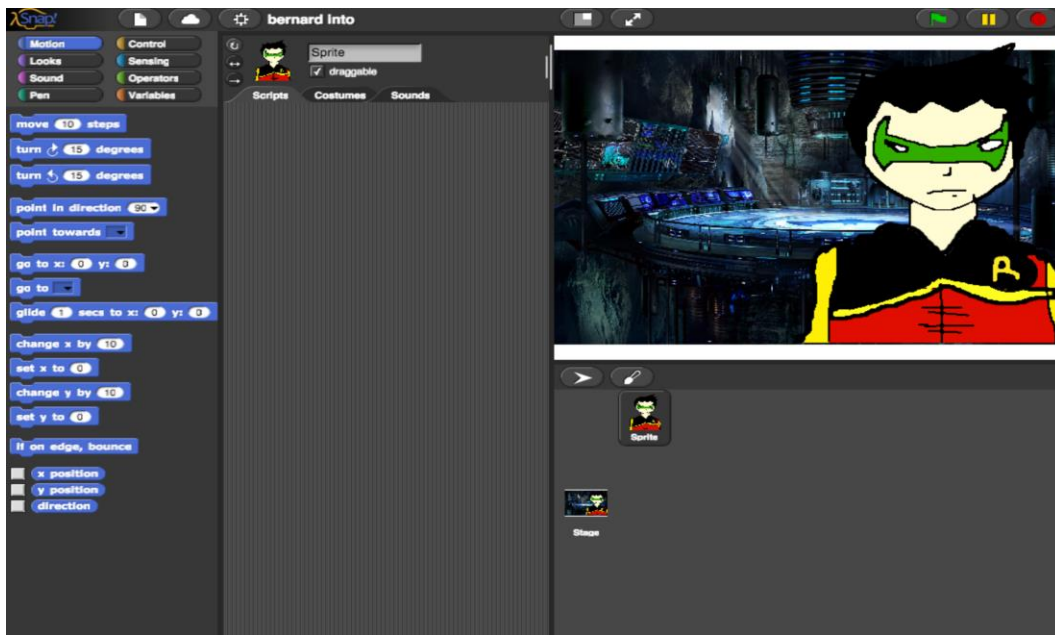 Snap!
bernard Into
Motion
Control
Looks
Sensing
Sound
Operators
Pen
Variables
Sprite
draggable
Scripts
Costumes
Sounds
move 10 steps
turn 15 degrees
turn 15 degrees
point in direction 90
point towards
go to x: 0 y: 0
go to
glide 1 secs to x: 0 y: 0
change x by 10
set x to 0
change y by 10
set y to 0
if on edge, bounce
x position
y position
direction
R
Sprite
Stage